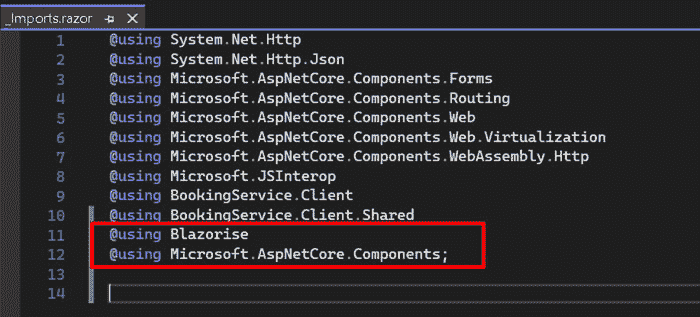 _Imports.razor
1 @using System.Net.Http
2 @using System.Net.Http.Json
3 @using Microsoft.AspNetCore.Components.Forms
4 @using Microsoft.AspNetCore.Components.Routing
5 @using Microsoft.AspNetCore.Components.Web
6 @using Microsoft.AspNetCore.Components.Web.Virtualization
7 @using Microsoft.AspNetCore.Components.WebAssembly.Http
8 @using Microsoft.JSInterop
9 @using BookingService.Client
10 @using BookingService.Client.Shared
11 @using Blazorise
12 @using Microsoft.AspNetCore.Components;
13
14